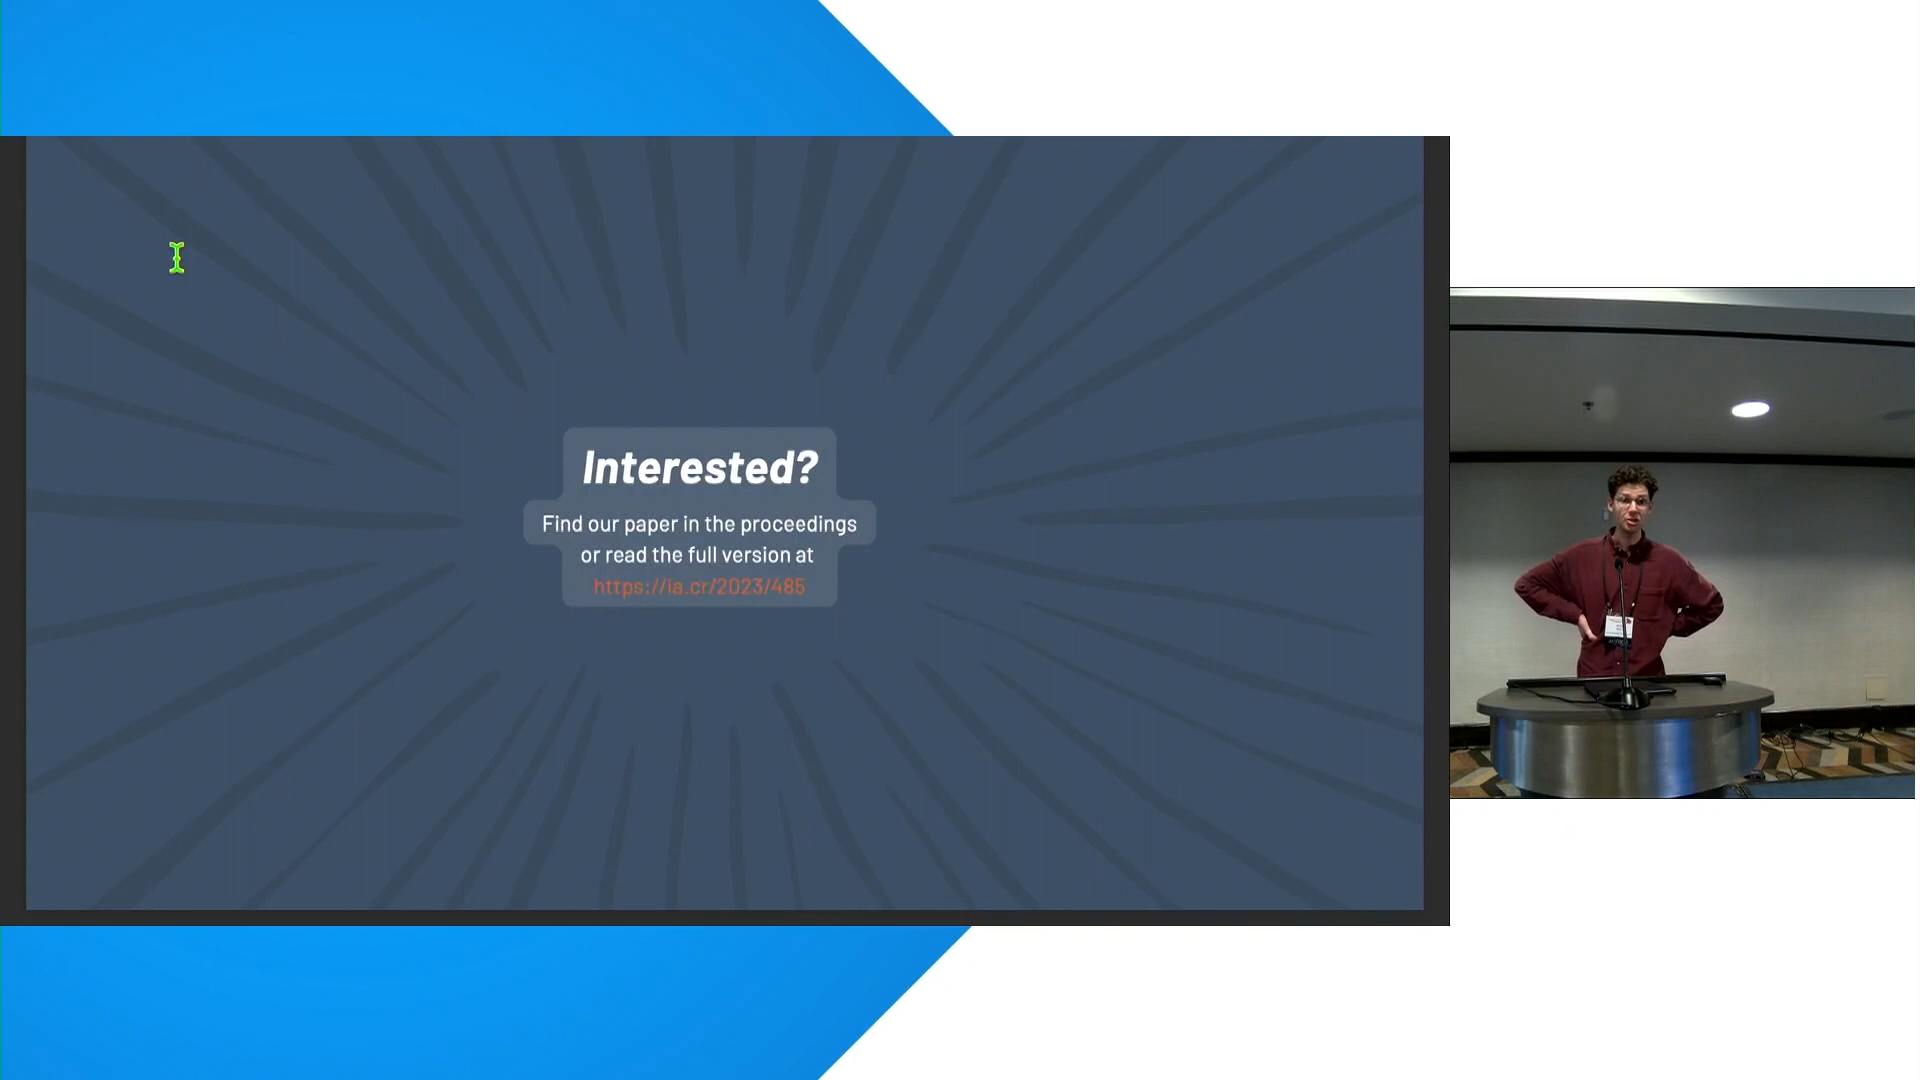 Interested?
Find our paper in the proceedings
or read the full version at
https://ia.cr/2023/485